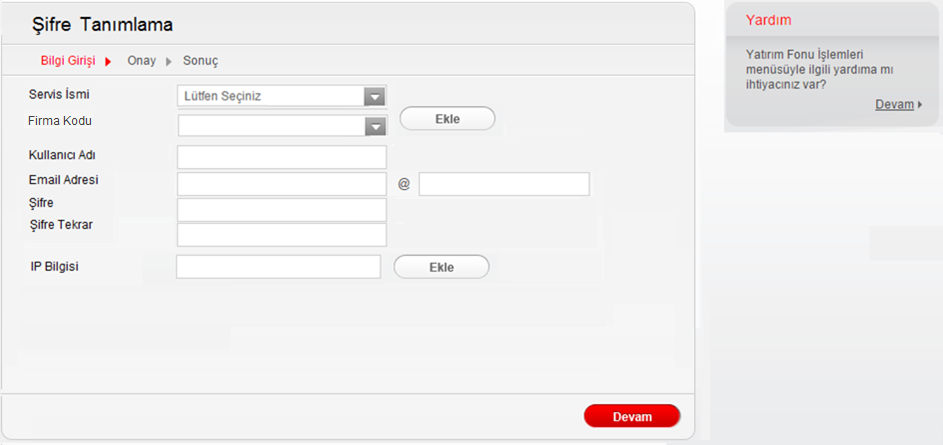 Şifre Tanımlama
Bilgi Girişi Onay Sonuç
Servis İsmi Lütfen Seçiniz
Firma Kodu Ekle
Kullanıcı Adı
Email Adresi @
Şifre
Şifre Tekrar
IP Bilgisi Ekle
Devam
Yardım
Yatırım Fonu İşlemleri
menüsüyle ilgili yardıma mı
ihtiyacınız var?
Devam